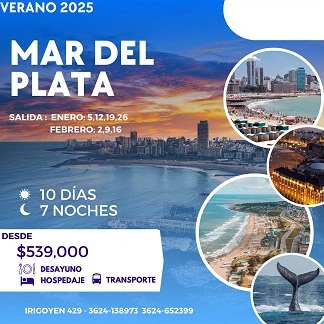 VERANO 2025
MAR DEL
PLATA
SALIDA : ENERO: 5,12,19,26
FEBRERO: 2,9,16
10 DÍAS
7 NOCHES
DESDE
$539,000
DESAYUNO
HOSPEDAJE
TRANSPORTE
IRIGOYEN 429 - 3624-138973 3624-652399